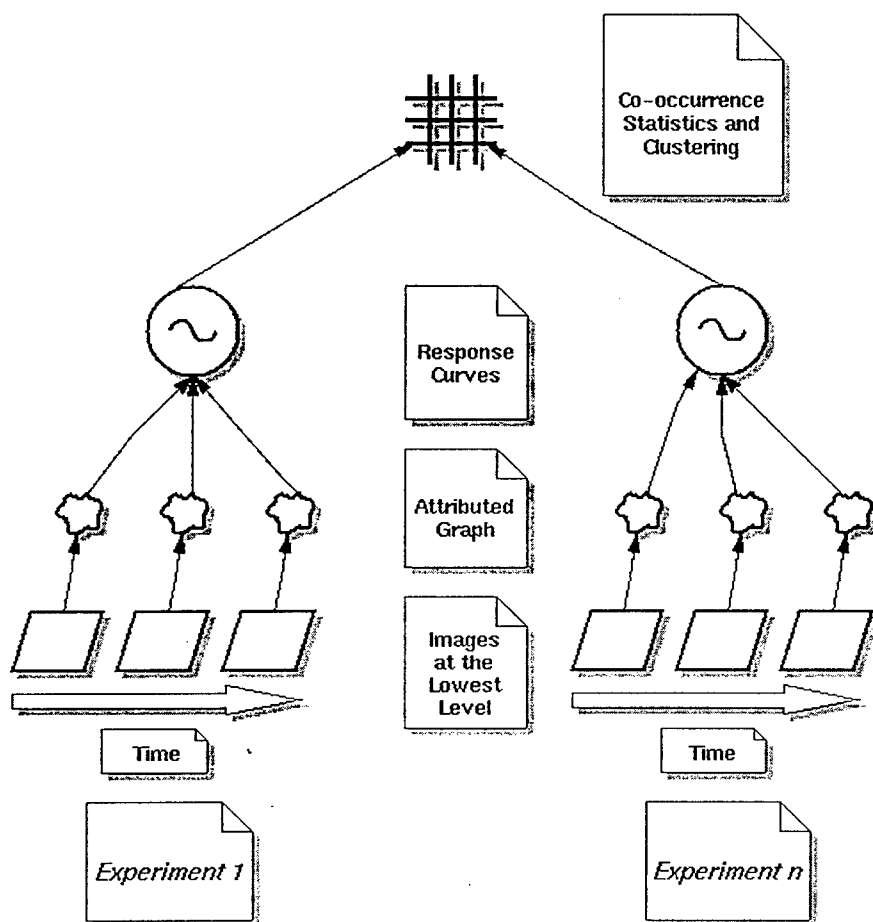 Co-occurrence
Statistics and
Clustering
Response
Curves
Attributed
Graph
Images
at the
Lowest
Level
Time
Time
Experiment 1
Experiment n